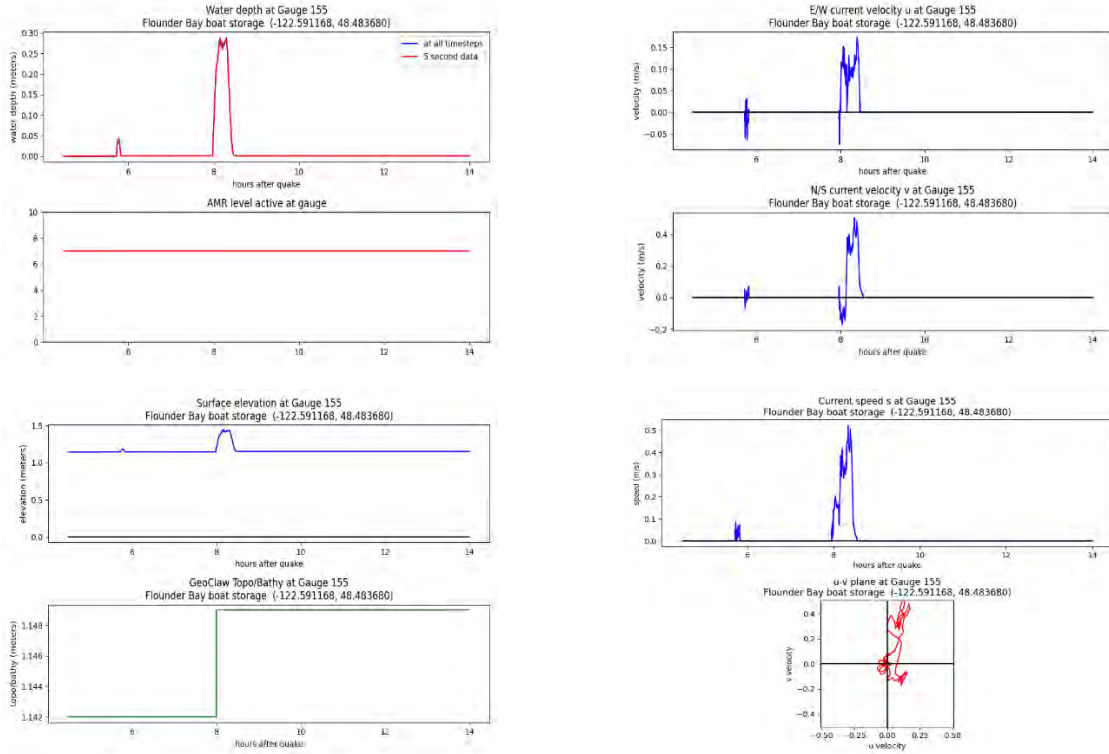 Water depth at Gauge 155
Flounder Bay boat storage (-122.591168, 48.483680)
0.30
0.25
0.20
0.15
0.10
0.05
0.00
water depth (meters)
at all timesteps
5 second data
6 8 10 12 14
hours after quake
AMR level active at gauge
10
8
6
4
2
0
6 8 10 12 14
Surface elevation at Gauge 155
Flounder Bay boat storage (-122.591168, 48.483680)
1.5
1.0
0.5
0.0
elevation (meters)
6 8 10 12 14
hours after quake
GeoClaw Topo/Bathy at Gauge 155
Flounder Bay boat storage (-122.591168, 48.483680)
1.148
1.146
1.144
1.142
topo/bathy (meters)
6 8 10 12 14
hours after quake
E/W current velocity u at Gauge 155
Flounder Bay boat storage (-122.591168, 48.483680)
0.15
0.10
0.05
0.00
−0.05
velocity (m/s)
6 8 10 12 14
hours after quake
N/S current velocity v at Gauge 155
Flounder Bay boat storage (-122.591168, 48.483680)
0.4
0.2
0.0
−0.2
velocity (m/s)
6 8 10 12 14
hours after quake
Current speed s at Gauge 155
Flounder Bay boat storage (-122.591168, 48.483680)
0.5
0.4
0.3
0.2
0.1
0.0
speed (m/s)
6 8 10 12 14
hours after quake
u-v plane at Gauge 155
Flounder Bay boat storage (-122.591168, 48.483680)
0.4
0.2
0.0
−0.2
−0.4
v velocity
−0.50 −0.25 0.00 0.25 0.50
u velocity